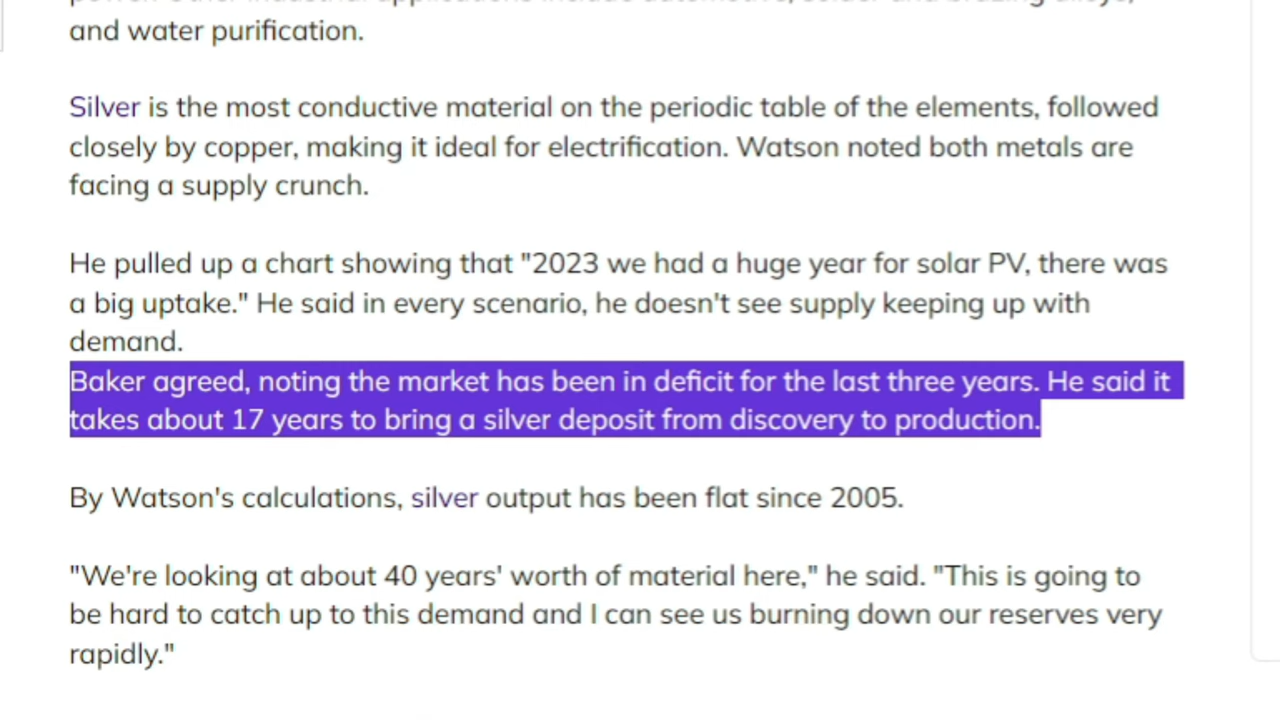 and water purification.
Silver is the most conductive material on the periodic table of the elements, followed
closely by copper, making it ideal for electrification. Watson noted both metals are
facing a supply crunch.
He pulled up a chart showing that "2023 we had a huge year for solar PV, there was
a big uptake." He said in every scenario, he doesn't see supply keeping up with
demand.
Baker agreed, noting the market has been in deficit for the last three years. He said it
takes about 17 years to bring a silver deposit from discovery to production.
By Watson's calculations, silver output has been flat since 2005.
"We're looking at about 40 years' worth of material here," he said. "This is going to
be hard to catch up to this demand and I can see us burning down our reserves very
rapidly."